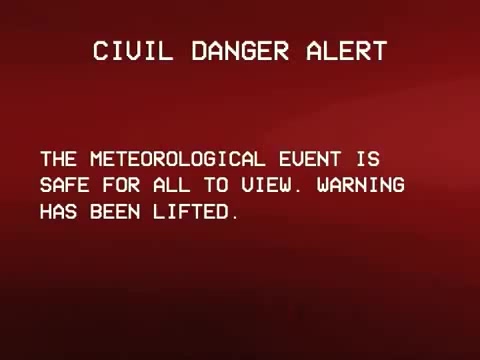 CIVIL DANGER ALERT
THE METEOROLOGICAL EVENT IS
SAFE FOR ALL TO VIEW. WARNING
HAS BEEN LIFTED.